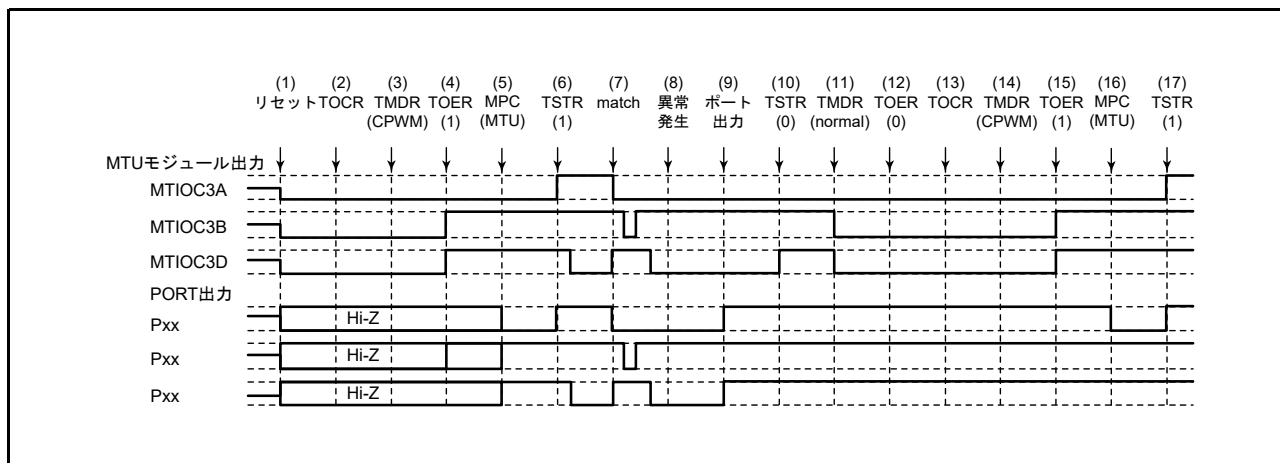 (1) (2) (3) (4) (5) (6) (7) (8) (9) (10) (11) (12) (13) (14) (15) (16) (17)
リセット TOCR TMDR TOER MPC TSTR match 異常 ポート TSTR TMDR TOER TOCR TMDR TOER MPC TSTR
(CPWM) (1) (MTU) (1) 発生 出力 (0) (normal) (0) (CPWM) (1) (MTU) (1)
MTUモジュール出力
MTIOC3A
MTIOC3B
MTIOC3D
PORT出力
Pxx Hi-Z
Pxx Hi-Z
Pxx Hi-Z